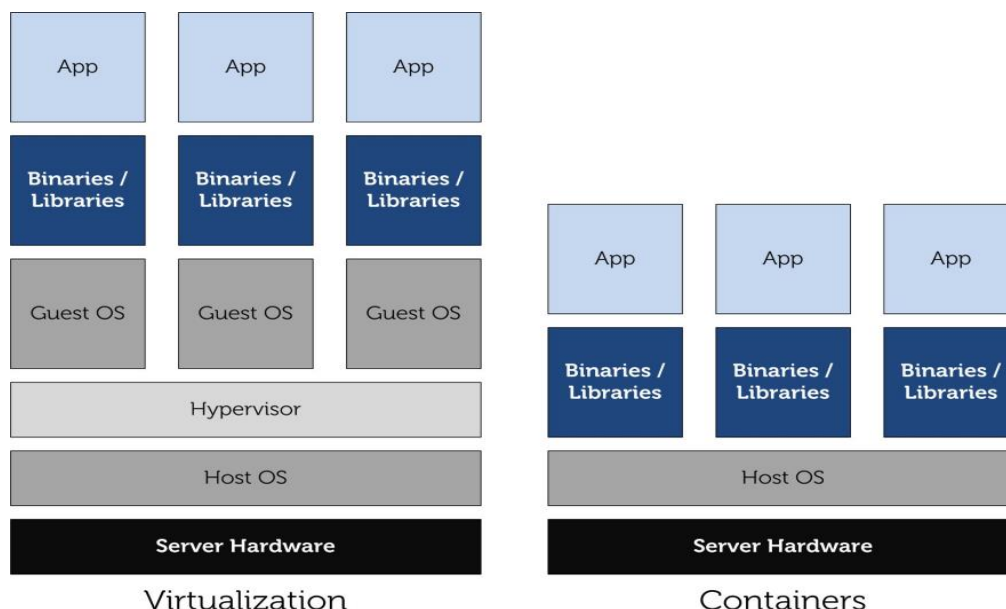 App
App
App
Binaries /
Libraries
Binaries /
Libraries
Binaries /
Libraries
Guest OS
Guest OS
Guest OS
Hypervisor
Host OS
Server Hardware
Virtualization
App
App
App
Binaries /
Libraries
Binaries /
Libraries
Binaries /
Libraries
Host OS
Server Hardware
Containers